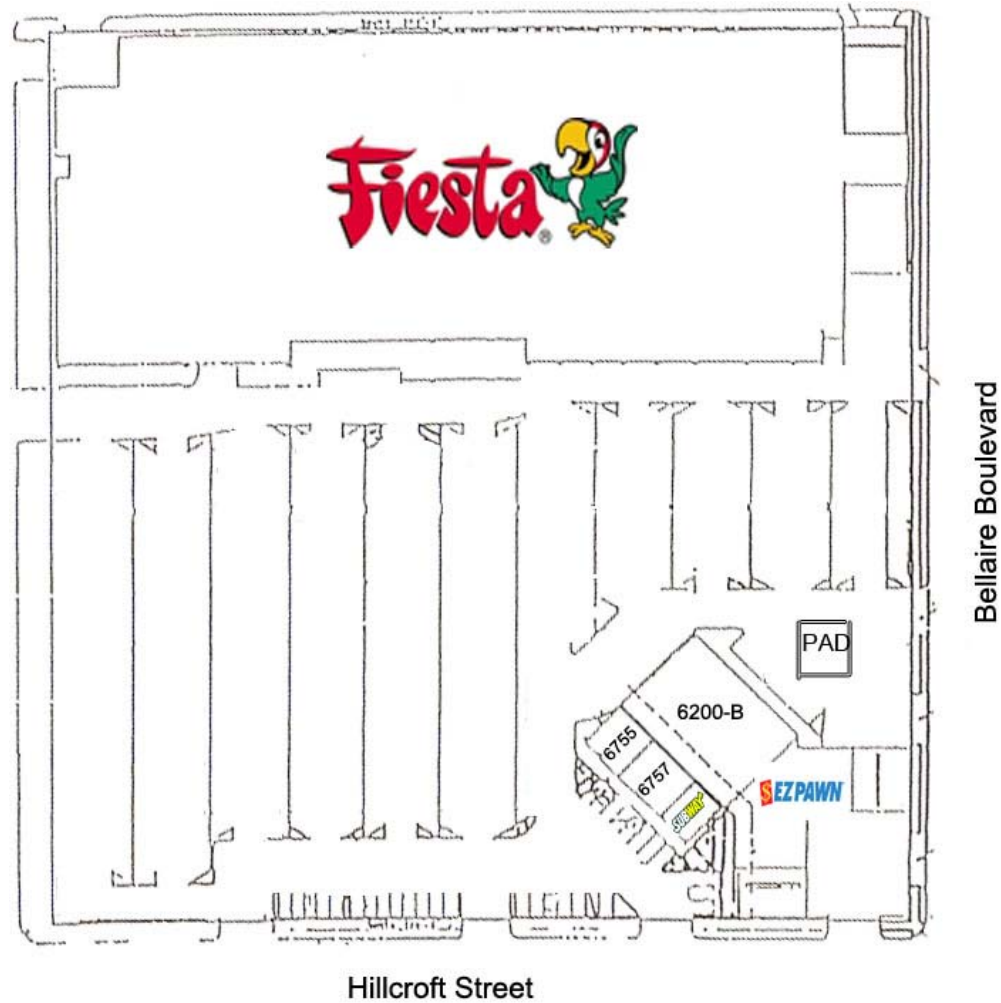 Fiesta®
Bellaire Boulevard
PAD
6200-B
6755
6757
SUBWAY
$ EZPAWN
Hillcroft Street